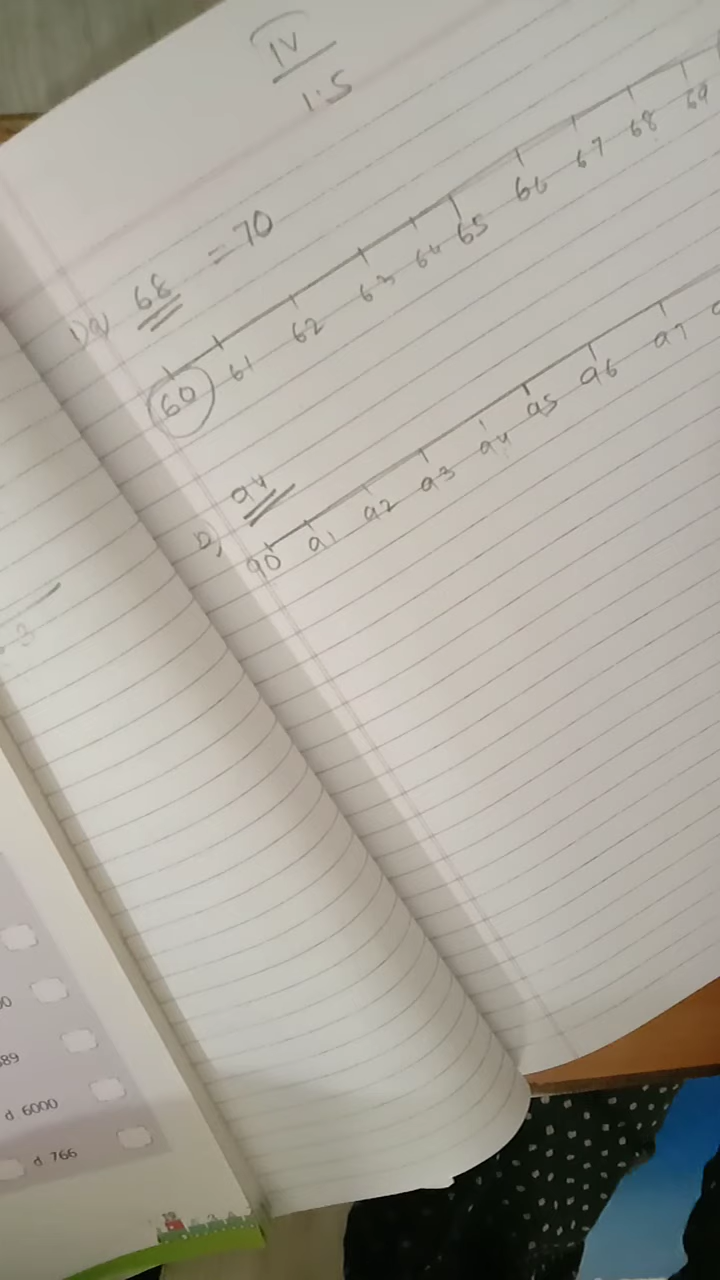 IV
1.5
1) a) 68 = 70
60 61 62 63 64 65 66 67 68 69
b) 94
90 91 92 93 94 95 96 97
3
89
d. 6000
d. 766